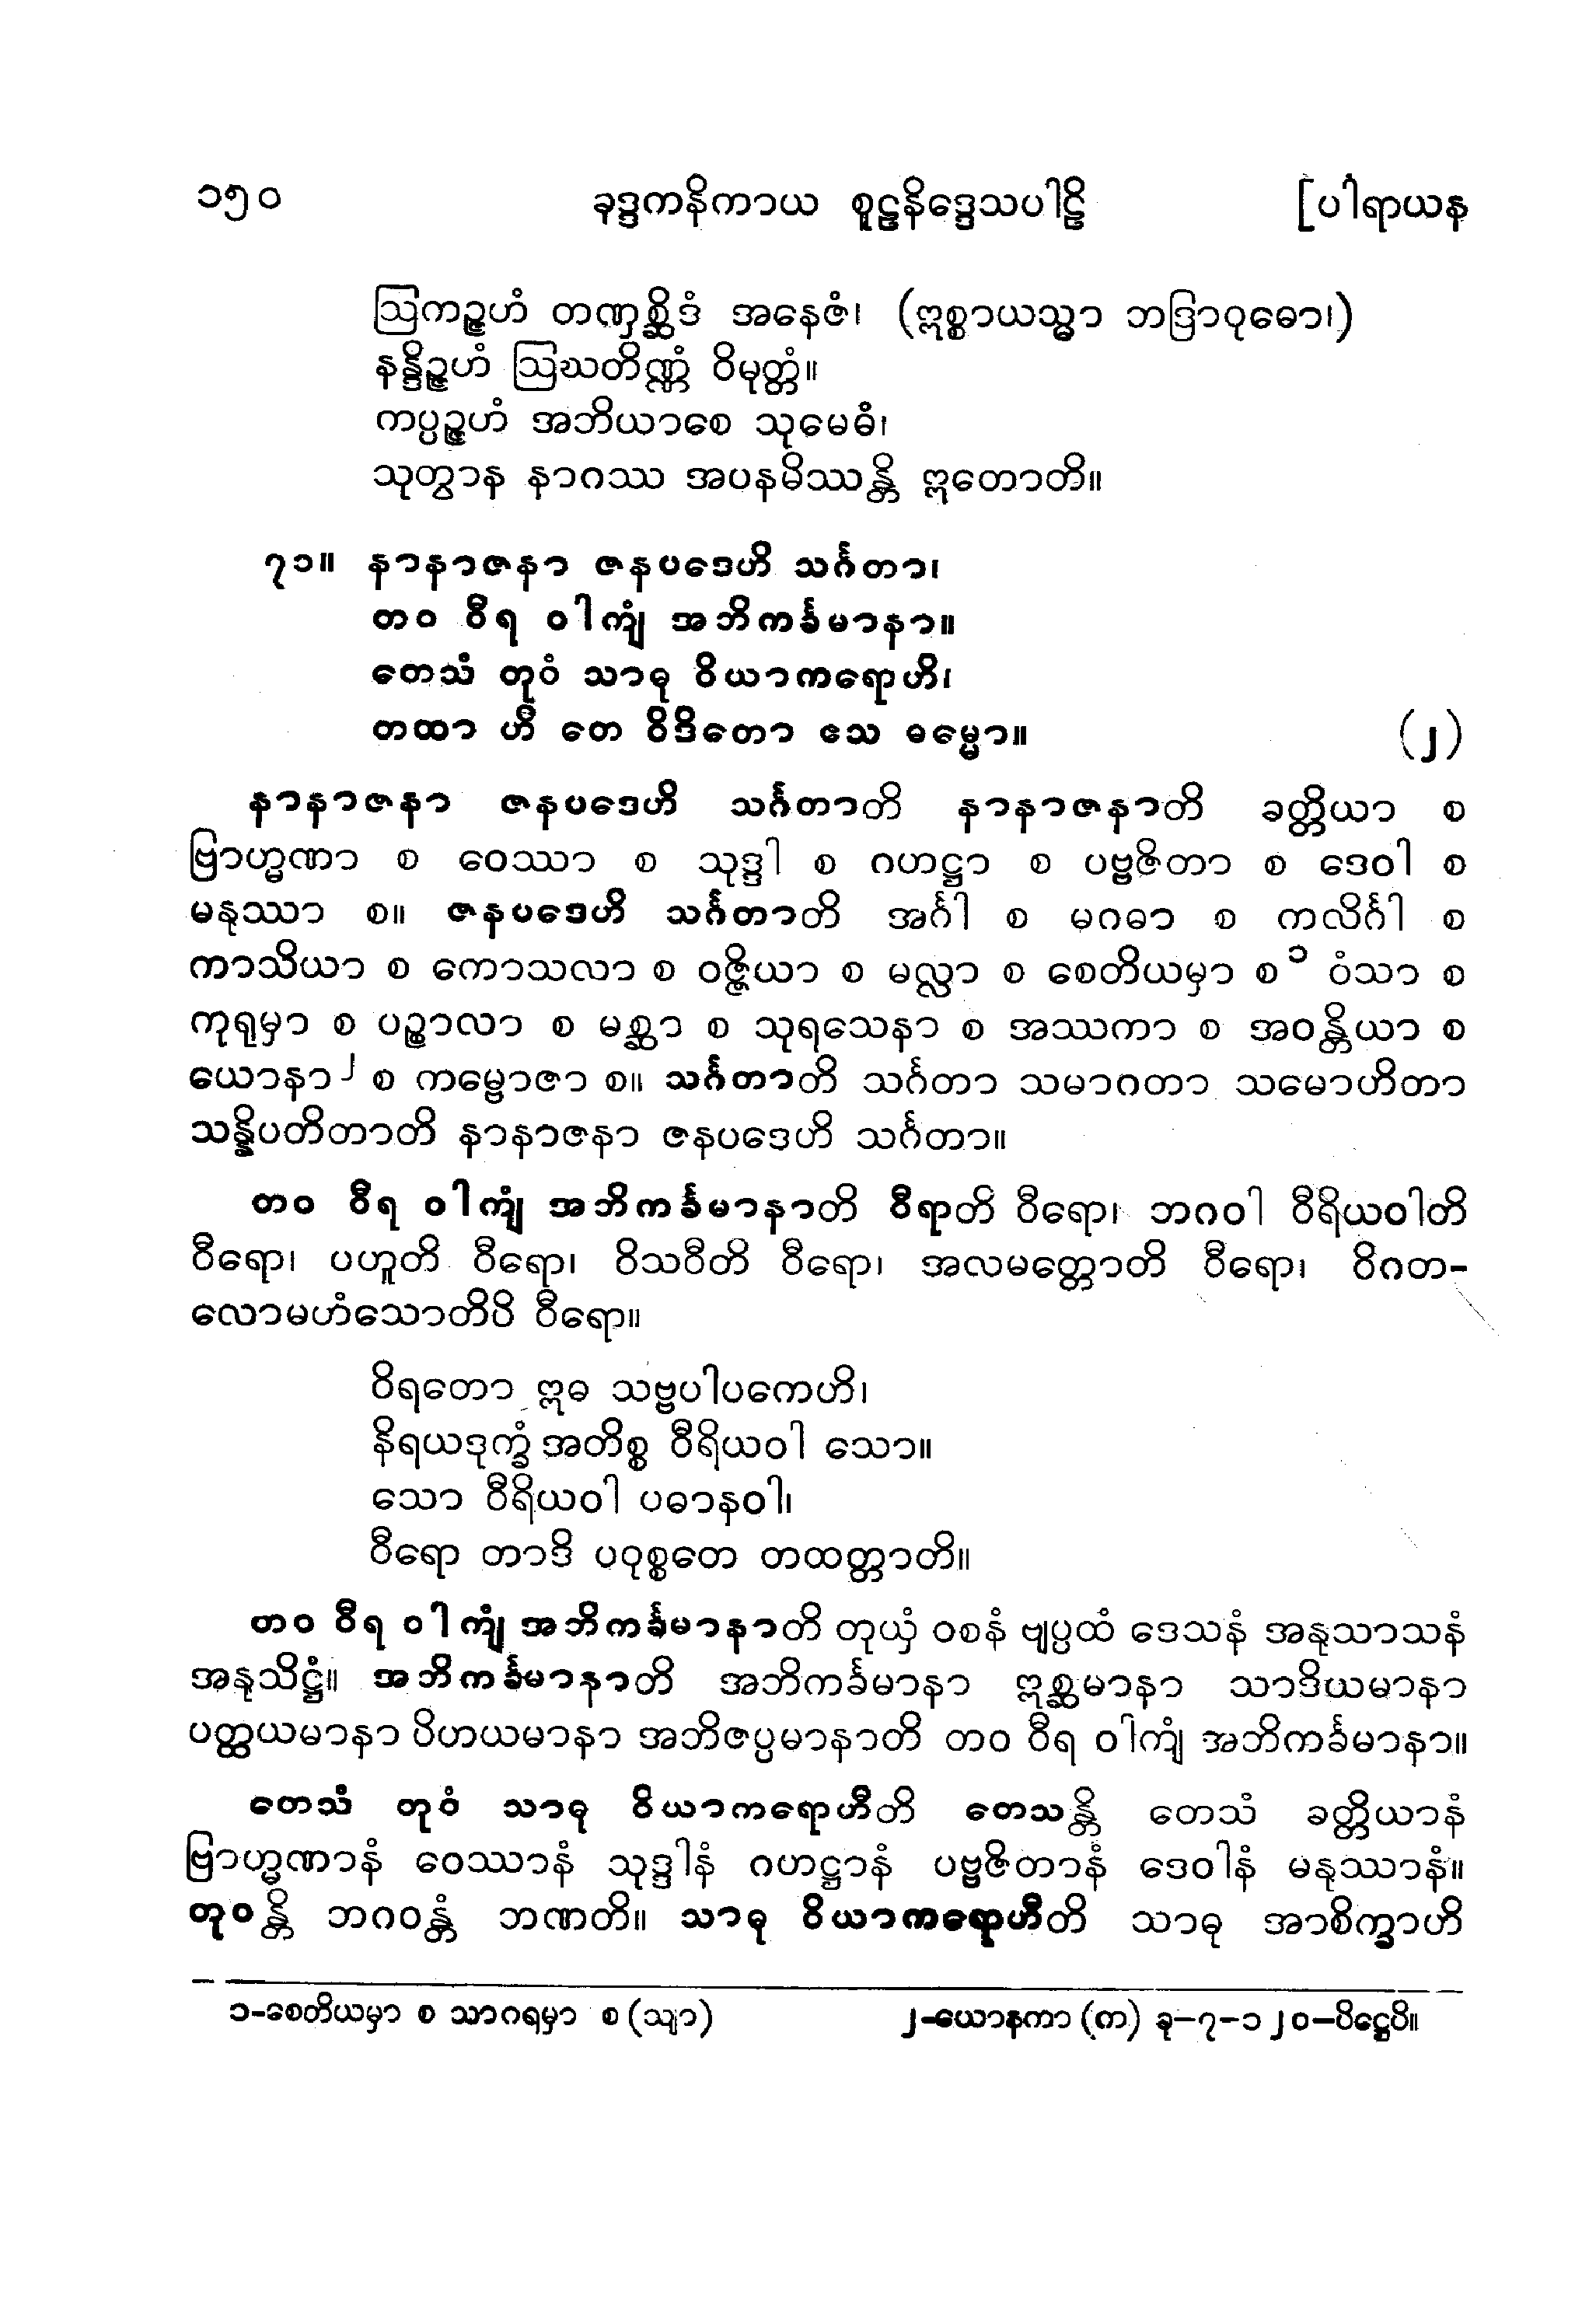 ၁၅၀ ခုဒ္ဒကနိကာယ စူဠနိဒ္ဒေသပါဠိ [ပါရာယန
ဩကဉ္ဇဟံ တဏှစ္ဆိဒံ အနေဇံ၊ (ဣစ္စာယသ္မာ ဘဒြာဝုဓော၊)
နန္ဒိဉ္ဇဟံ ဩဃတိဏ္ဏံ ဝိမုတ္တံ။
ကပ္ပဉ္ဇဟံ အဘိယာစေ သုမေဓံ၊
သုတွာန နာဂဿ အပနမိဿန္တိ ဣတောတိ။
၇၁။ နာနာဇနာ ဇနပဒေဟိ သင်္ဂတာ၊
တဝ ဝီရ ဝါကျံ အဘိကင်္ခမာနာ။
တေသံ တုဝံ သာဓု ဝိယာကရောဟိ၊
တထာ ဟိ တေ ဝိဒိတော ဧသ ဓမ္မော။ (၂)
နာနာဇနာ ဇနပဒေဟိ သင်္ဂတာတိ နာနာဇနာတိ ခတ္တိယာ စ
ဗြာဟ္မဏာ စ ဝေဿာ စ သုဒ္ဒါ စ ဂဟဋ္ဌာ စ ပဗ္ဗဇိတာ စ ဒေဝါ စ
မနုဿာ စ။ ဇနပဒေဟိ သင်္ဂတာတိ အင်္ဂါ စ မဂဓာ စ ကလိင်္ဂါ စ
ကာသိယာ စ ကောသလာ စ ဝဇ္ဇိယာ စ မလ္လာ စ စေတိယမှာ စ ၁ ဝံသာ စ
ကုရုမှာ စ ပဉ္စာလာ စ မစ္ဆာ စ သုရသေနာ စ အဿကာ စ အဝန္တိယာ စ
ယောနာ ၂ စ ကမ္ဗောဇာ စ။ သင်္ဂတာတိ သင်္ဂတာ သမာဂတာ သမောဟိတာ
သန္နိပတိတာတိ နာနာဇနာ ဇနပဒေဟိ သင်္ဂတာ။
တဝ ဝီရ ဝါကျံ အဘိကင်္ခမာနာတိ ဝီရာတိ ဝီရော၊ ဘဂဝါ ဝီရိယဝါတိ
ဝီရော၊ ပဟူတိ ဝီရော၊ ဝိသဝီတိ ဝီရော၊ အလမတ္တောတိ ဝီရော၊ ဝိဂတ-
လောမဟံသောတိပိ ဝီရော။
ဝိရတော ဣဓ သဗ္ဗပါပကေဟိ၊
နိရယဒုက္ခံ အတိစ္စ ဝီရိယဝါ သော။
သော ဝီရိယဝါ ပဓာနဝါ၊
ဝီရော တာဒိ ပဝုစ္စတေ တထတ္တာတိ။
တဝ ဝီရ ဝါကျံ အဘိကင်္ခမာနာတိ တုယှံ ဝစနံ ဗျပ္ပထံ ဒေသနံ အနုသာသနံ
အနုသိဋ္ဌံ။ အဘိကင်္ခမာနာတိ အဘိကင်္ခမာနာ ဣစ္ဆမာနာ သာဒိယမာနာ
ပတ္ထယမာနာ ပိဟယမာနာ အဘိဇပ္ပမာနာတိ တဝ ဝီရ ဝါကျံ အဘိကင်္ခမာနာ။
တေသံ တုဝံ သာဓု ဝိယာကရောဟီတိ တေသန္တိ တေသံ ခတ္တိယာနံ
ဗြာဟ္မဏာနံ ဝေဿာနံ သုဒ္ဒါနံ ဂဟဋ္ဌာနံ ပဗ္ဗဇိတာနံ ဒေဝါနံ မနုဿာနံ။
တုဝန္တိ ဘဂဝန္တံ ဘဏတိ။ သာဓု ဝိယာကရောဟီတိ သာဓု အာစိက္ခာဟိ
၁-စေတိယမှာ စ သာဂရမှာ စ (သျာ) ၂-ယောနကာ (က) ခု-၇-၁၂၀-ပိဋ္ဌေပိ။